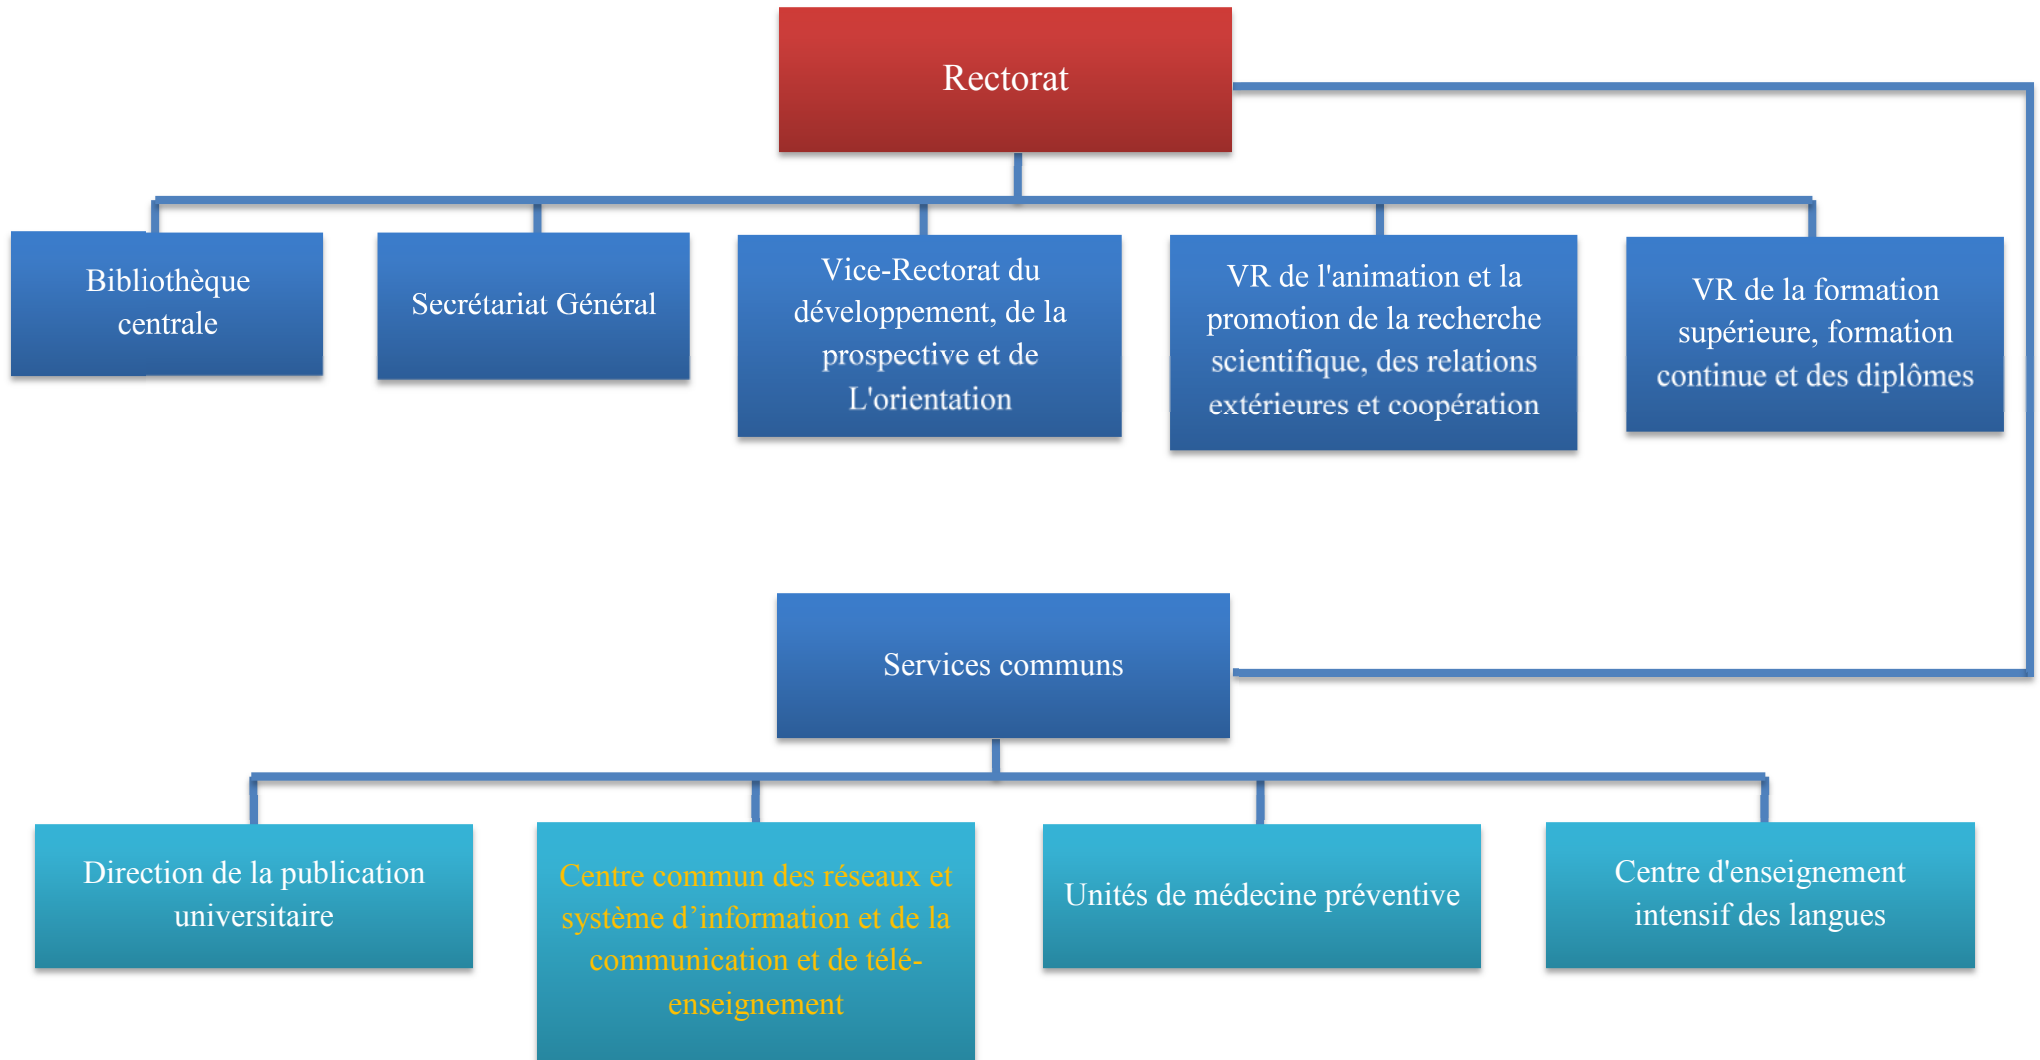 Rectorat
Bibliothèque
centrale
Secrétariat Général
Vice-Rectorat du
développement, de la
prospective et de
L'orientation
VR de l'animation et la
promotion de la recherche
scientifique, des relations
extérieures et coopération
VR de la formation
supérieure, formation
continue et des diplômes
Services communs
Direction de la publication
universitaire
Centre commun des réseaux et
système d’information et de la
communication et de télé-
enseignement
Unités de médecine préventive
Centre d'enseignement
intensif des langues